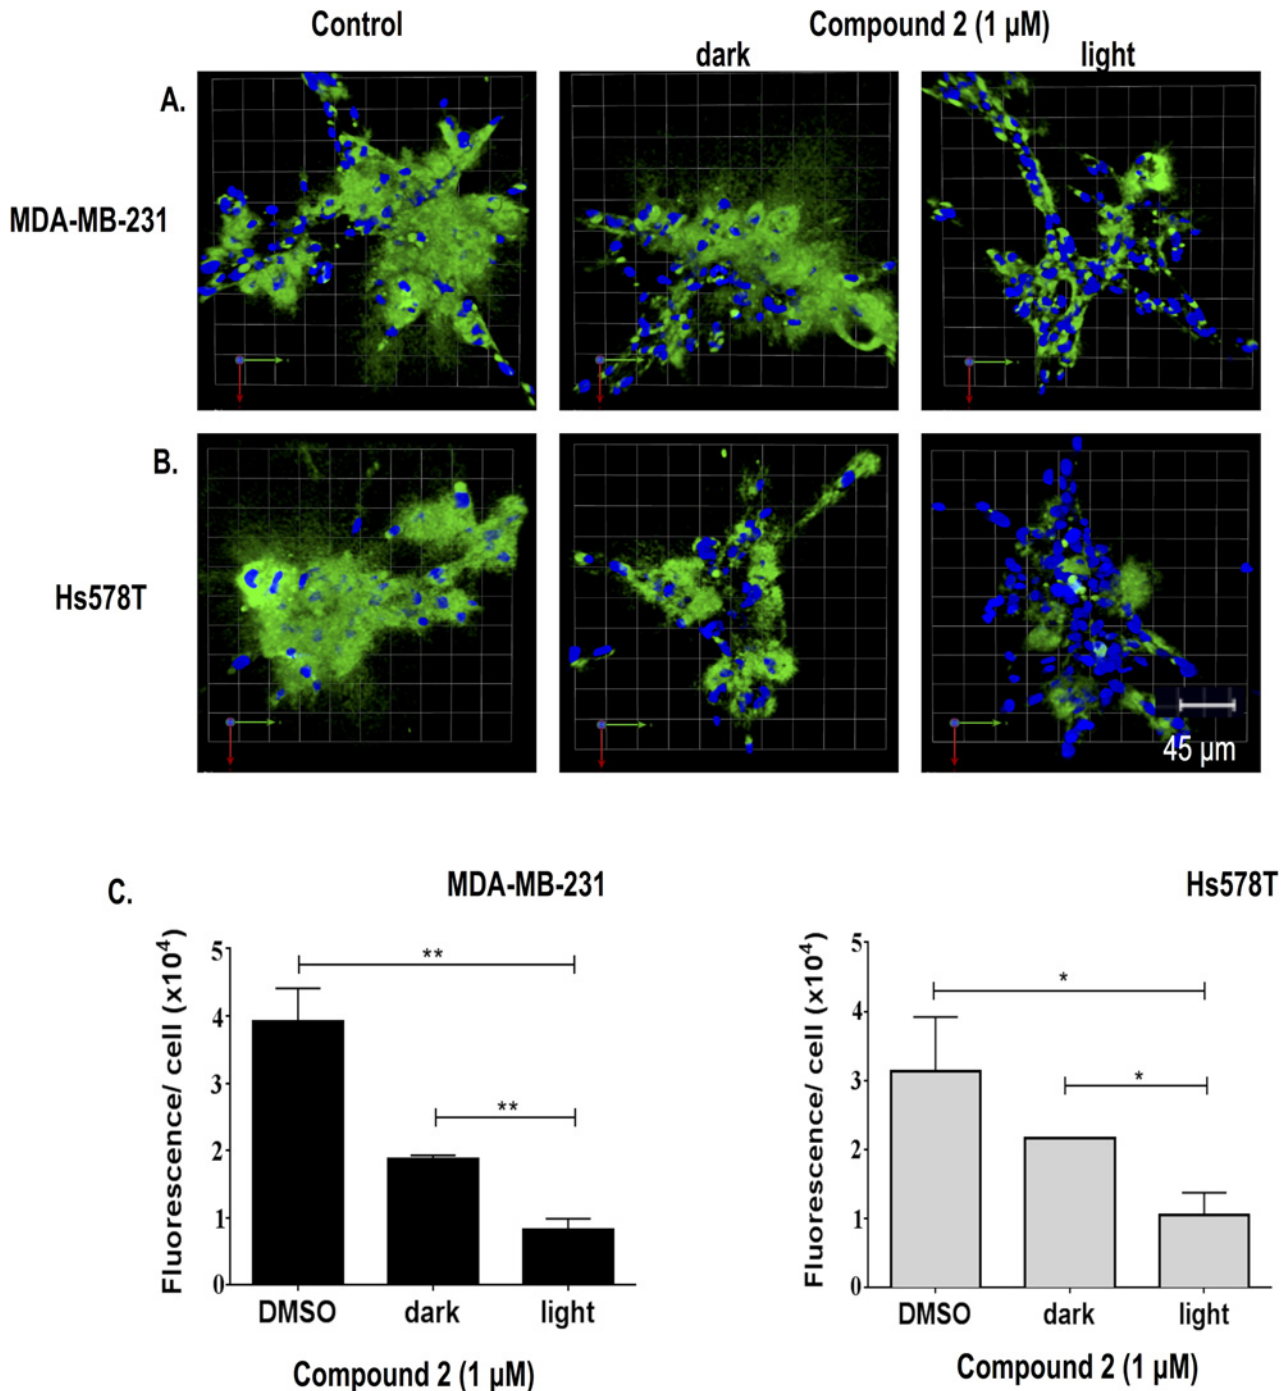 Control
Compound 2 (1 µM)
dark
light
A.
MDA-MB-231
B.
Hs578T
45 µm
C.
MDA-MB-231
Hs578T
Fluorescence/ cell (x10⁴)
5
4
3
2
1
0
**
**
DMSO
dark
light
Compound 2 (1 µM)
Fluorescence/ cell (x10⁴)
5
4
3
2
1
0
*
*
DMSO
dark
light
Compound 2 (1 µM)